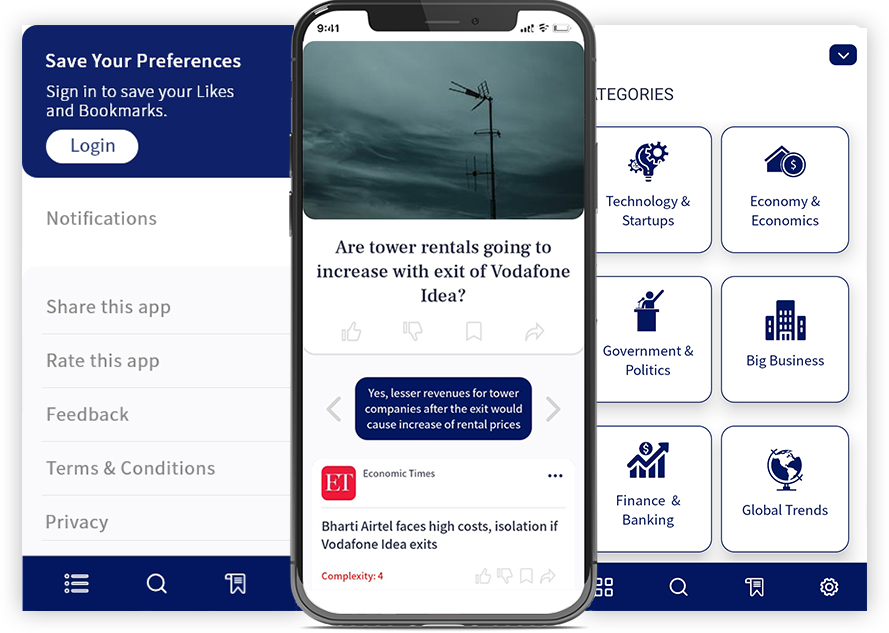 Save Your Preferences
Sign in to save your Likes
and Bookmarks.
Login
Notifications
Share this app
Rate this app
Feedback
Terms & Conditions
Privacy
9:41
Are tower rentals going to
increase with exit of Vodafone
Idea?
Yes, lesser revenues for tower
companies after the exit would
cause increase of rental prices
ET
Economic Times
Bharti Airtel faces high costs, isolation if
Vodafone Idea exits
Complexity: 4
ATEGORIES
Technology &
Startups
Economy &
Economics
Government &
Politics
Big Business
Finance &
Banking
Global Trends